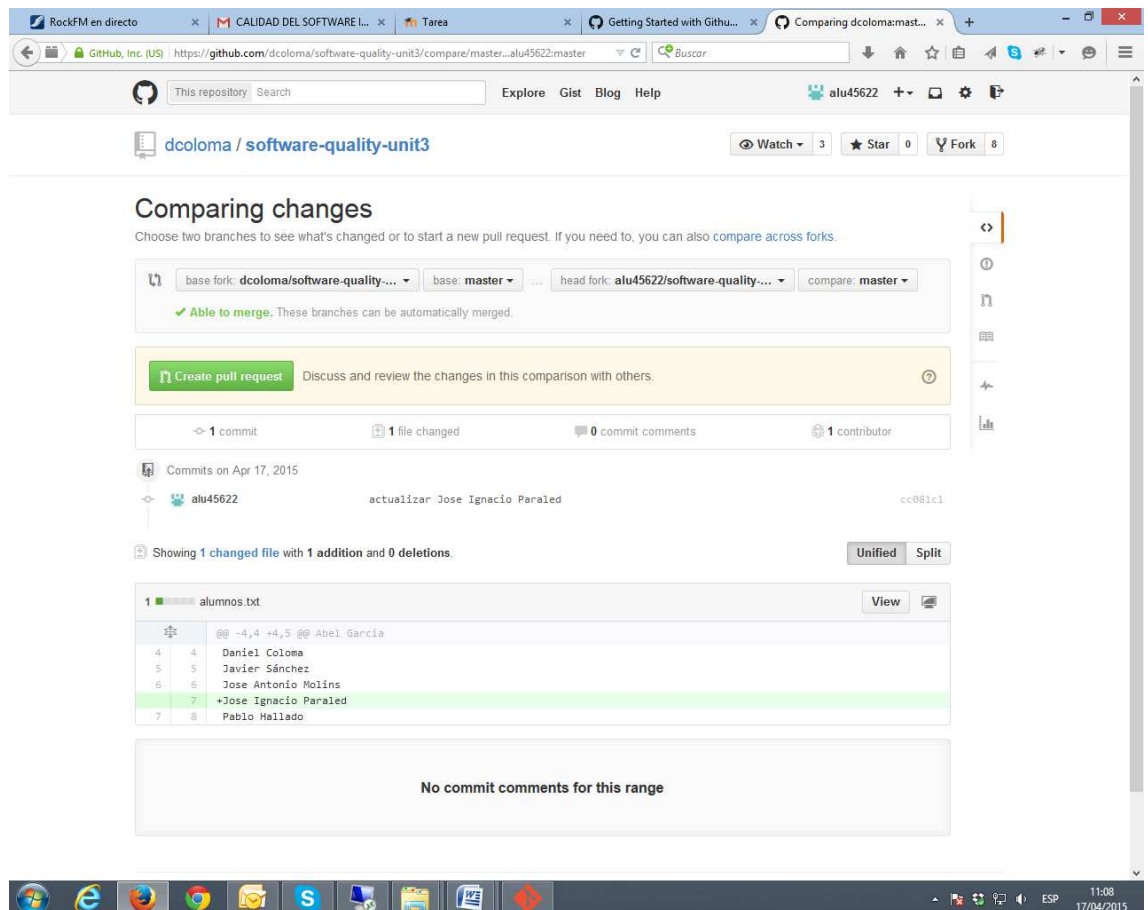 RockFM en directo × CALIDAD DEL SOFTWARE I... × Tarea × Getting Started with Githu... × Comparing dcoloma:mast... × +
GitHub, Inc. (US) https://github.com/dcoloma/software-quality-unit3/compare/master...alu45622:master Buscar
This repository Search Explore Gist Blog Help alu45622
dcoloma / software-quality-unit3 Watch 3 Star 0 Fork 8
Comparing changes
Choose two branches to see what's changed or to start a new pull request. If you need to, you can also compare across forks.
base fork: dcoloma/software-quality-... base: master ... head fork: alu45622/software-quality-... compare: master
Able to merge. These branches can be automatically merged.
Create pull request Discuss and review the changes in this comparison with others.
1 commit 1 file changed 0 commit comments 1 contributor
Commits on Apr 17, 2015
alu45622 actualizar Jose Ignacio Paraled cc081c1
Showing 1 changed file with 1 addition and 0 deletions. Unified Split
1 alumnos.txt View
@@ -4,4 +4,5 @@ Abel García
4 4 Daniel Coloma
5 5 Javier Sánchez
6 6 Jose Antonio Molins
7 +Jose Ignacio Paraled
7 8 Pablo Hallado
No commit comments for this range
ESP 11:08
17/04/2015